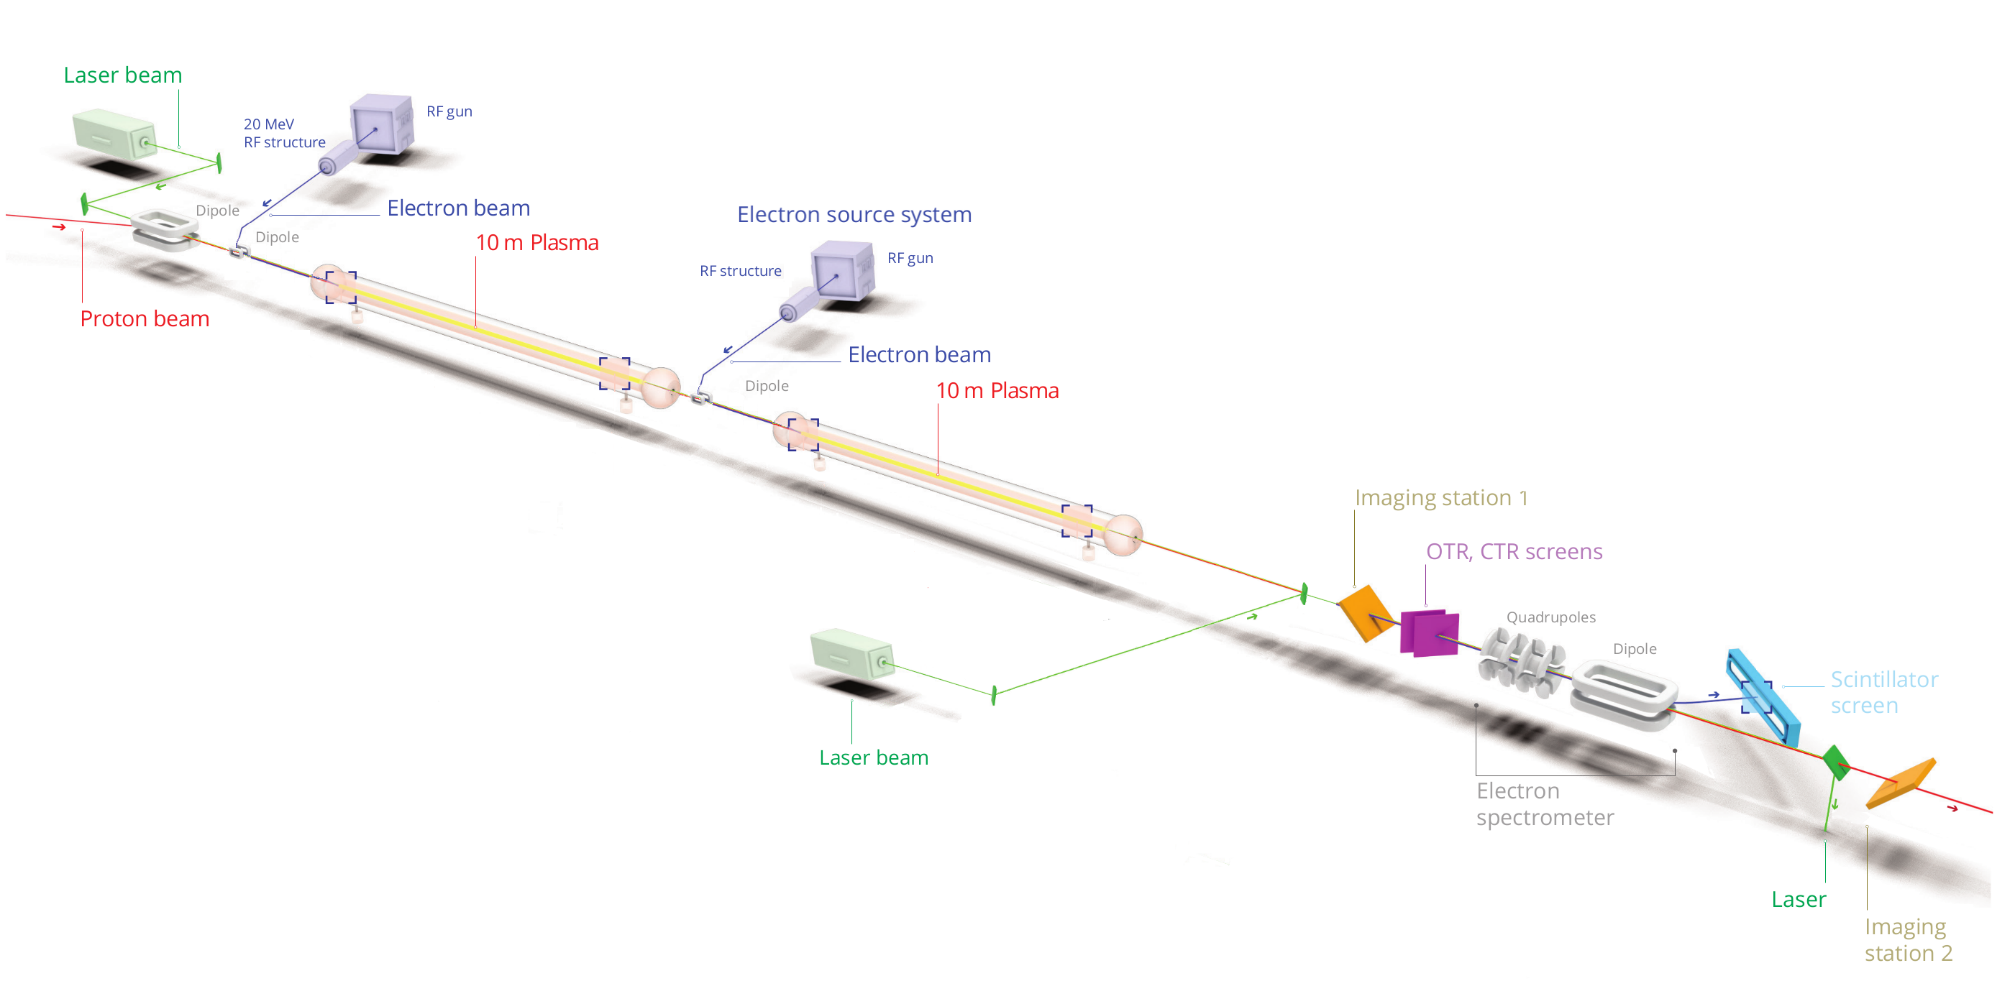 Laser beam
20 MeV
RF structure
RF gun
Dipole
Electron beam
Dipole
10 m Plasma
Proton beam
Electron source system
RF structure
RF gun
Electron beam
Dipole
10 m Plasma
Imaging station 1
OTR, CTR screens
Quadrupoles
Dipole
Scintillator
screen
Laser beam
Electron
spectrometer
Laser
Imaging
station 2